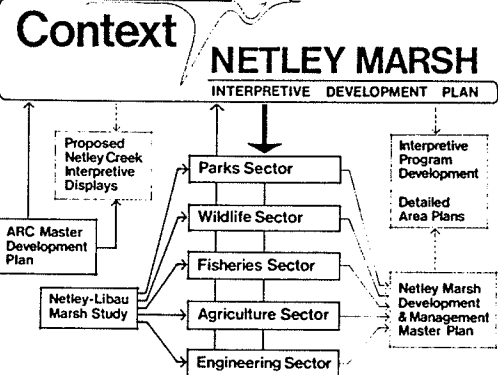 Context
NETLEY MARSH
INTERPRETIVE DEVELOPMENT PLAN
Proposed
Netley Creek
Interpretive
Displays
ARC Master
Development
Plan
Netley-Libau
Marsh Study
Parks Sector
Wildlife Sector
Fisheries Sector
Agriculture Sector
Engineering Sector
Interpretive
Program
Development
Detailed
Area Plans
Netley Marsh
Development
& Management
Master Plan